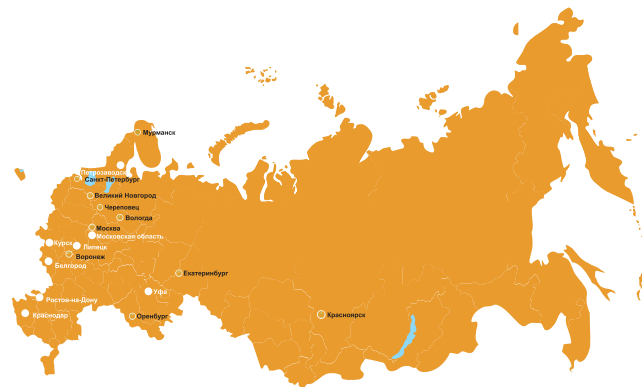 Мурманск
Петрозаводск
Санкт-Петербург
Великий Новгород
Череповец
Вологда
Москва
Московская область
Курск
Липецк
Воронеж
Белгород
Екатеринбург
Уфа
Ростов-на-Дону
Краснодар
Оренбург
Красноярск